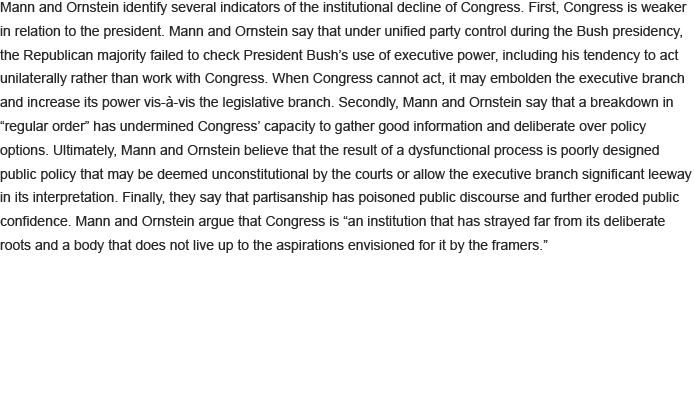 Mann and Ornstein identify several indicators of the institutional decline of Congress. First, Congress is weaker
in relation to the president. Mann and Ornstein say that under unified party control during the Bush presidency,
the Republican majority failed to check President Bush’s use of executive power, including his tendency to act
unilaterally rather than work with Congress. When Congress cannot act, it may embolden the executive branch
and increase its power vis-à-vis the legislative branch. Secondly, Mann and Ornstein say that a breakdown in
“regular order” has undermined Congress’ capacity to gather good information and deliberate over policy
options. Ultimately, Mann and Ornstein believe that the result of a dysfunctional process is poorly designed
public policy that may be deemed unconstitutional by the courts or allow the executive branch significant leeway
in its interpretation. Finally, they say that partisanship has poisoned public discourse and further eroded public
confidence. Mann and Ornstein argue that Congress is “an institution that has strayed far from its deliberate
roots and a body that does not live up to the aspirations envisioned for it by the framers.”